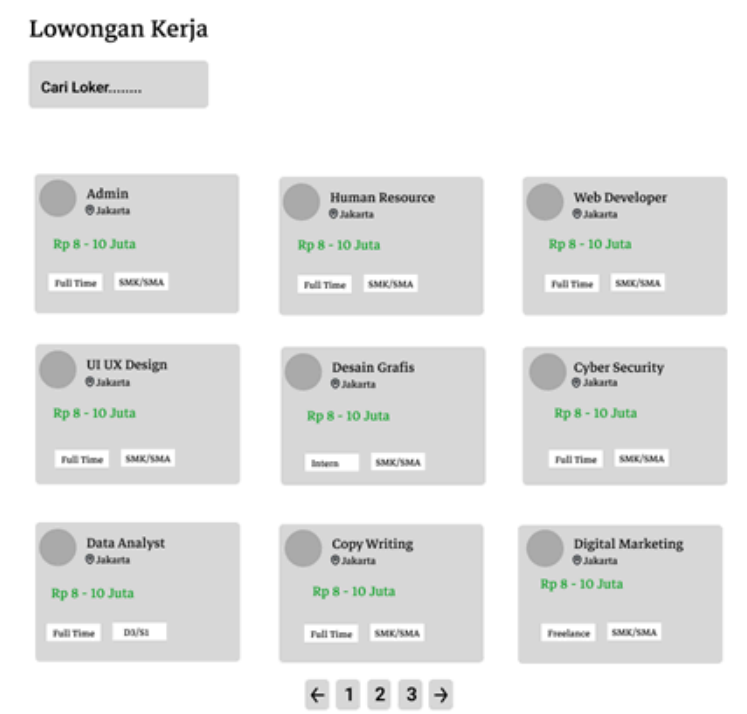 Lowongan Kerja
Cari Loker........
Admin
Jakarta
Rp 8 - 10 Juta
Full Time
SMK/SMA
Human Resource
Jakarta
Rp 8 - 10 Juta
Full Time
SMK/SMA
Web Developer
Jakarta
Rp 8 - 10 Juta
Full Time
SMK/SMA
UI UX Design
Jakarta
Rp 8 - 10 Juta
Full Time
SMK/SMA
Desain Grafis
Jakarta
Rp 8 - 10 Juta
Intern
SMK/SMA
Cyber Security
Jakarta
Rp 8 - 10 Juta
Full Time
SMK/SMA
Data Analyst
Jakarta
Rp 8 - 10 Juta
Full Time
D3/S1
Copy Writing
Jakarta
Rp 8 - 10 Juta
Full Time
SMK/SMA
Digital Marketing
Jakarta
Rp 8 - 10 Juta
Freelance
SMK/SMA
← 1 2 3 →